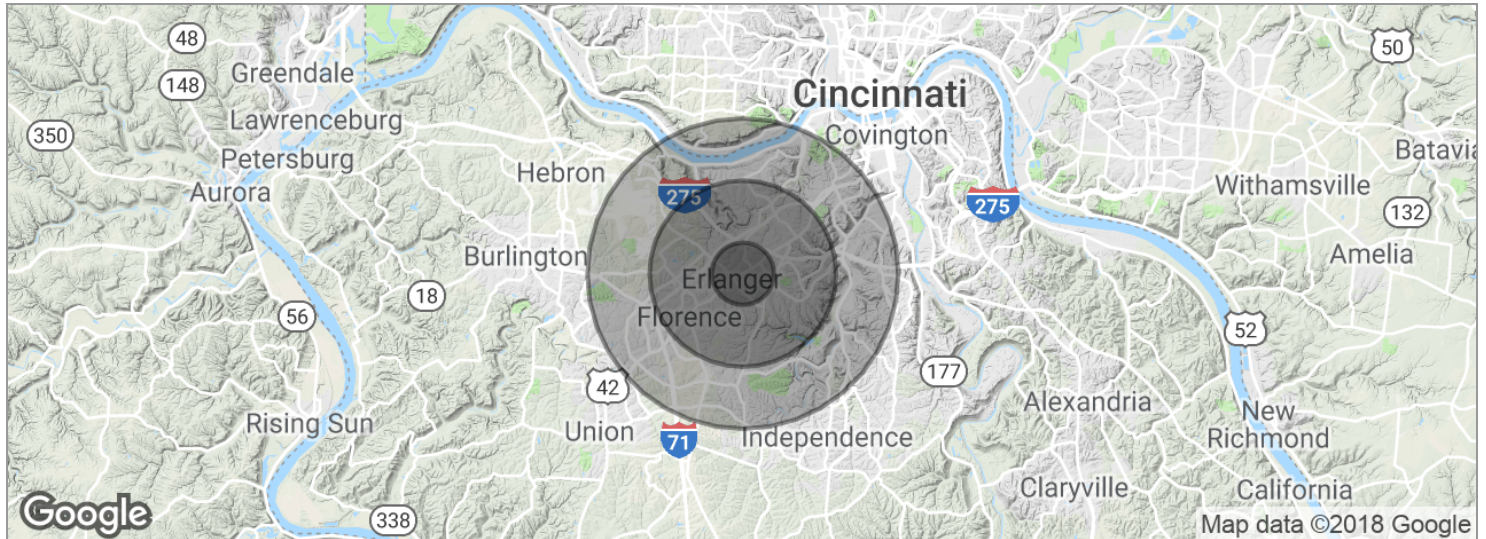 48
50
Greendale
148
Cincinnati
Lawrenceburg
350
Covington
Petersburg
Batavia
Hebron
Aurora
275
275
Withamsville
132
Burlington
Amelia
Erlanger
18
56
Florence
52
177
42
Alexandria
New
Richmond
Rising Sun
Union
71
Independence
Claryville
California
Google
338
Map data ©2018 Google